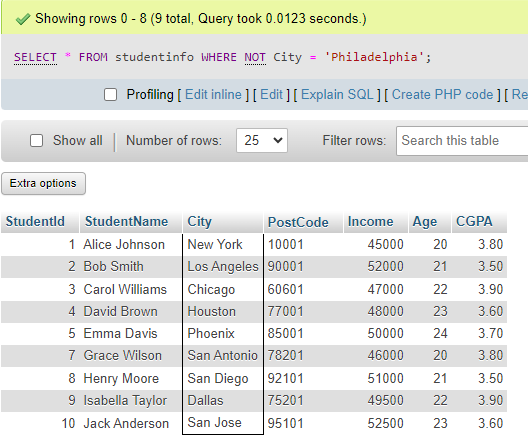 Showing rows 0 - 8 (9 total, Query took 0.0123 seconds.)
SELECT * FROM studentinfo WHERE NOT City = 'Philadelphia';
Profiling [ Edit inline ] [ Edit ] [ Explain SQL ] [ Create PHP code ] [ Re
Show all Number of rows: 25 Filter rows: Search this table
Extra options
StudentId StudentName City PostCode Income Age CGPA
1 Alice Johnson New York 10001 45000 20 3.80
2 Bob Smith Los Angeles 90001 52000 21 3.50
3 Carol Williams Chicago 60601 47000 22 3.90
4 David Brown Houston 77001 48000 23 3.60
5 Emma Davis Phoenix 85001 50000 24 3.70
7 Grace Wilson San Antonio 78201 46000 20 3.80
8 Henry Moore San Diego 92101 51000 21 3.50
9 Isabella Taylor Dallas 75201 49500 22 3.90
10 Jack Anderson San Jose 95101 52500 23 3.60